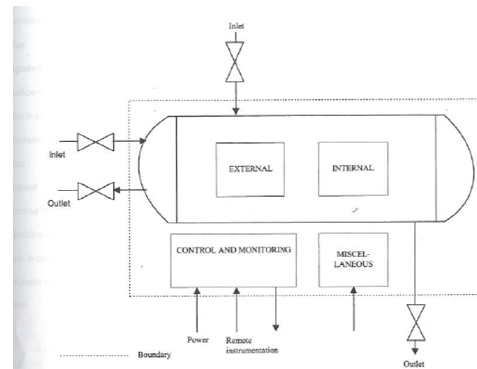 Inlet
Inlet
Outlet
EXTERNAL
INTERNAL
CONTROL AND MONITORING
MISCEL-
LANEOUS
Power
Remote
instrumentation
Boundary
Outlet